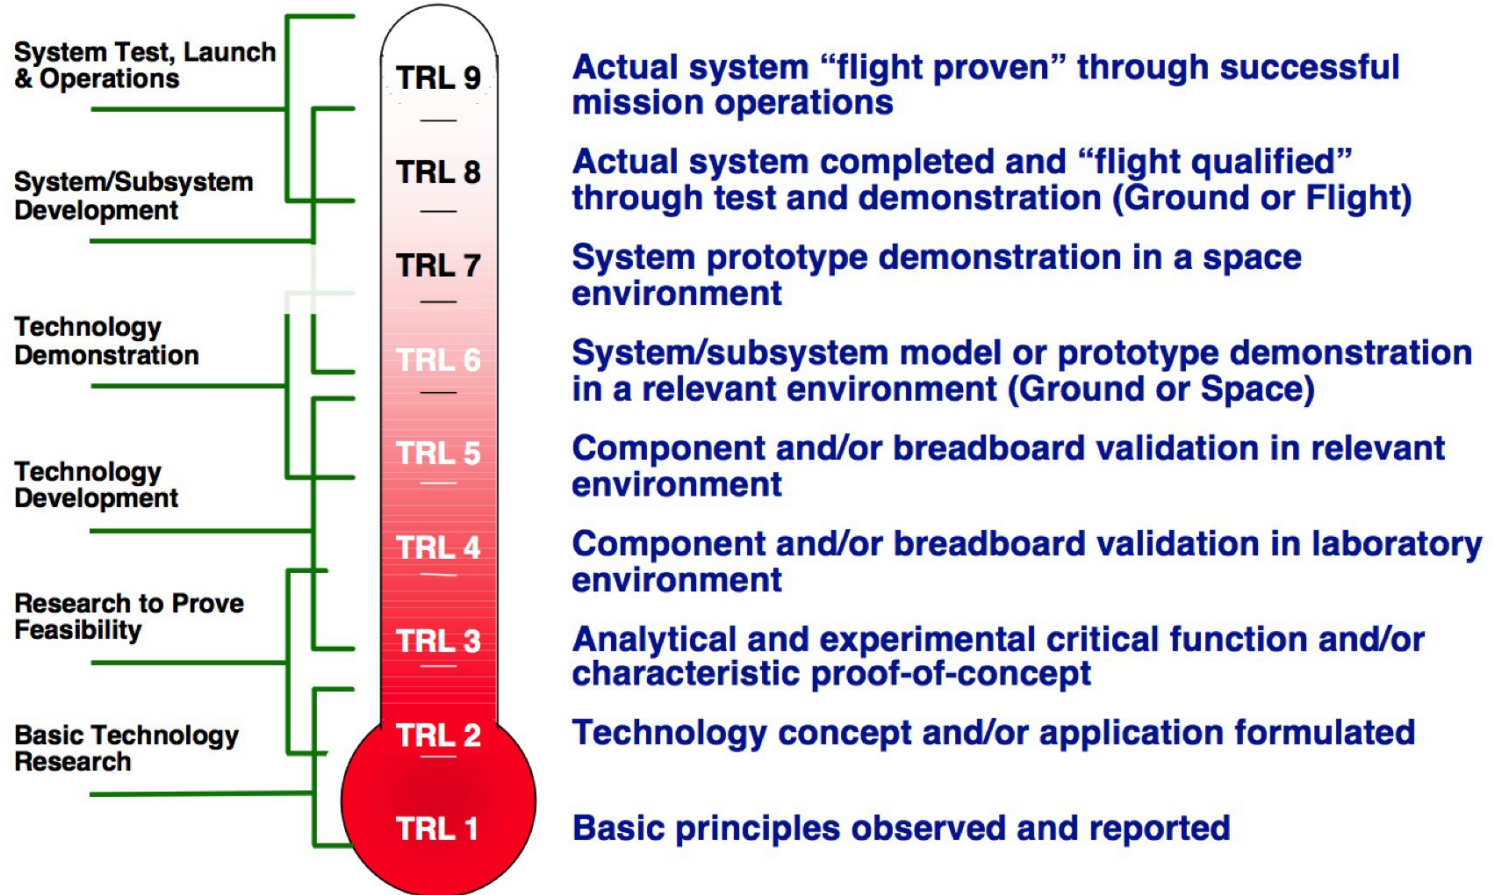 System Test, Launch
& Operations
System/Subsystem
Development
Technology
Demonstration
Technology
Development
Research to Prove
Feasibility
Basic Technology
Research
TRL 9
TRL 8
TRL 7
TRL 6
TRL 5
TRL 4
TRL 3
TRL 2
TRL 1
Actual system “flight proven” through successful
mission operations
Actual system completed and “flight qualified”
through test and demonstration (Ground or Flight)
System prototype demonstration in a space
environment
System/subsystem model or prototype demonstration
in a relevant environment (Ground or Space)
Component and/or breadboard validation in relevant
environment
Component and/or breadboard validation in laboratory
environment
Analytical and experimental critical function and/or
characteristic proof-of-concept
Technology concept and/or application formulated
Basic principles observed and reported